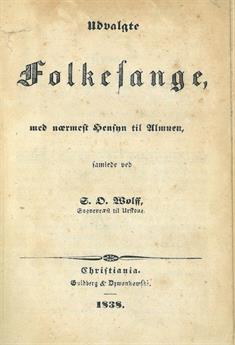 Udvalgte
Folkesange,
med nærmest Hensyn til Almuen,
samlede ved
S. O. Wolff,
Sognepræst til Urskoug.
Christiania.
Guldberg & Dzwonkowski.
1838.